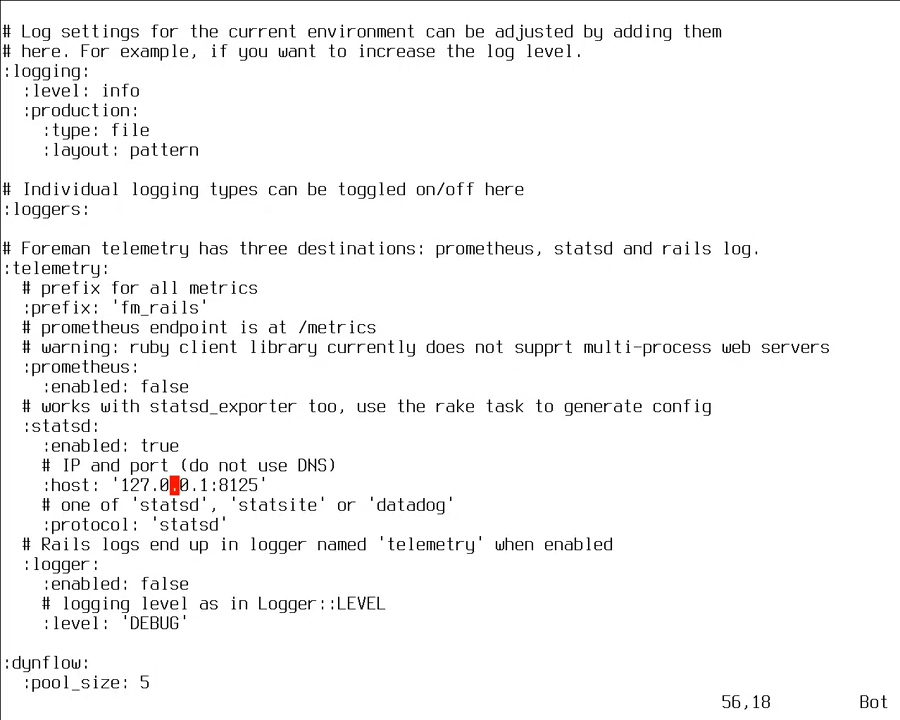 # Log settings for the current environment can be adjusted by adding them
# here. For example, if you want to increase the log level.
:logging:
  :level: info
  :production:
    :type: file
    :layout: pattern

# Individual logging types can be toggled on/off here
:loggers:

# Foreman telemetry has three destinations: prometheus, statsd and rails log.
:telemetry:
  # prefix for all metrics
  :prefix: 'fm_rails'
  # prometheus endpoint is at /metrics
  # warning: ruby client library currently does not supprt multi-process web servers
  :prometheus:
    :enabled: false
  # works with statsd_exporter too, use the rake task to generate config
  :statsd:
    :enabled: true
    # IP and port (do not use DNS)
    :host: '127.0.0.1:8125'
    # one of 'statsd', 'statsite' or 'datadog'
    :protocol: 'statsd'
  # Rails logs end up in logger named 'telemetry' when enabled
  :logger:
    :enabled: false
    # logging level as in Logger::LEVEL
    :level: 'DEBUG'

:dynflow:
  :pool_size: 5
56,18 Bot